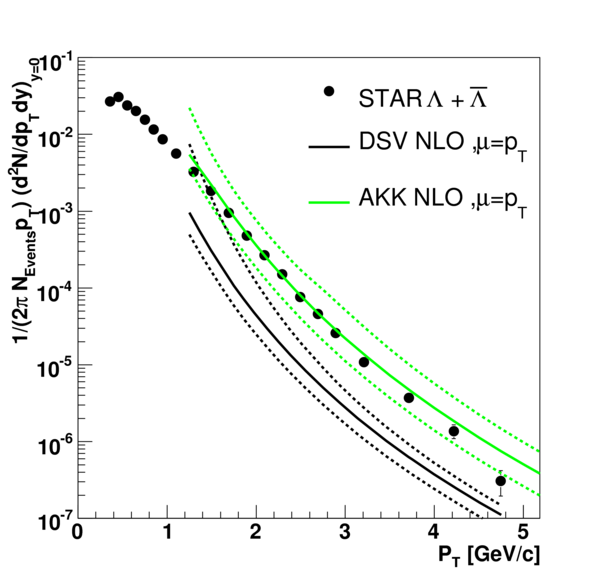 10^-1
10^-2
10^-3
10^-4
10^-5
10^-6
10^-7
1/(2π N_Events p_T) (d²N/dp_T dy)_y=0
STAR Λ + Λ̅
DSV NLO ,μ=p_T
AKK NLO ,μ=p_T
0 1 2 3 4 5
P_T [GeV/c]